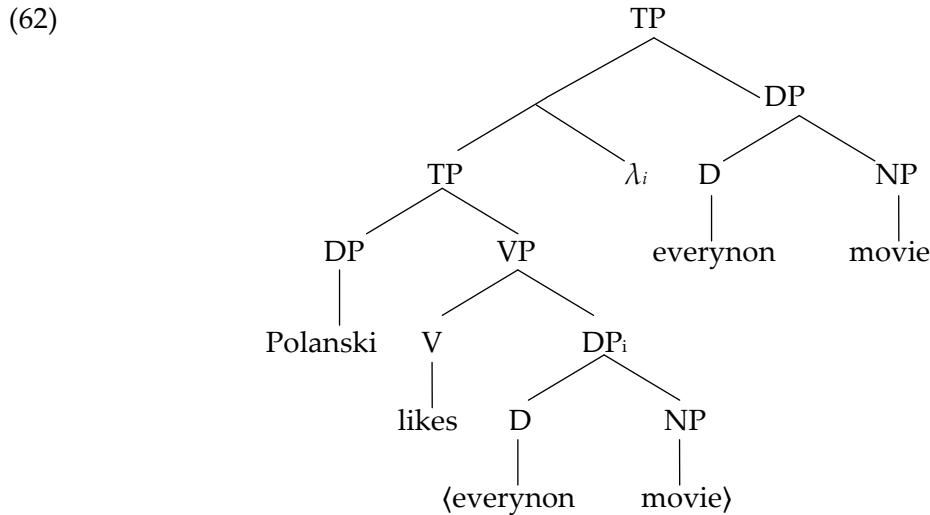 (62) TP
DP
TP λi D NP
DP VP everynon movie
Polanski V DPi
likes D NP
⟨everynon movie⟩